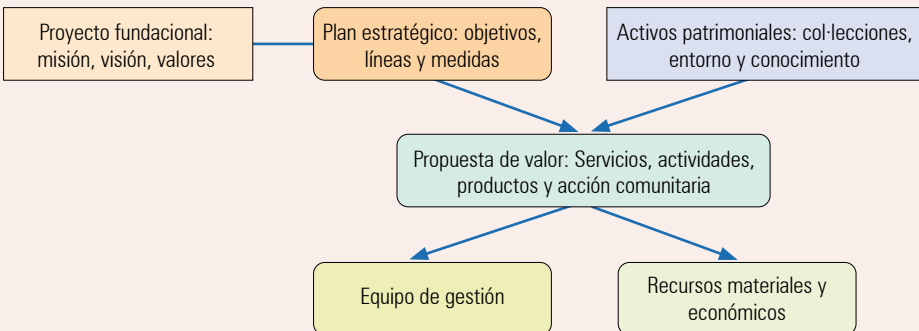 Proyecto fundacional:
misión, visión, valores
Plan estratégico: objetivos,
líneas y medidas
Activos patrimoniales: col·lecciones,
entorno y conocimiento
Propuesta de valor: Servicios, actividades,
productos y acción comunitaria
Equipo de gestión
Recursos materiales y
económicos